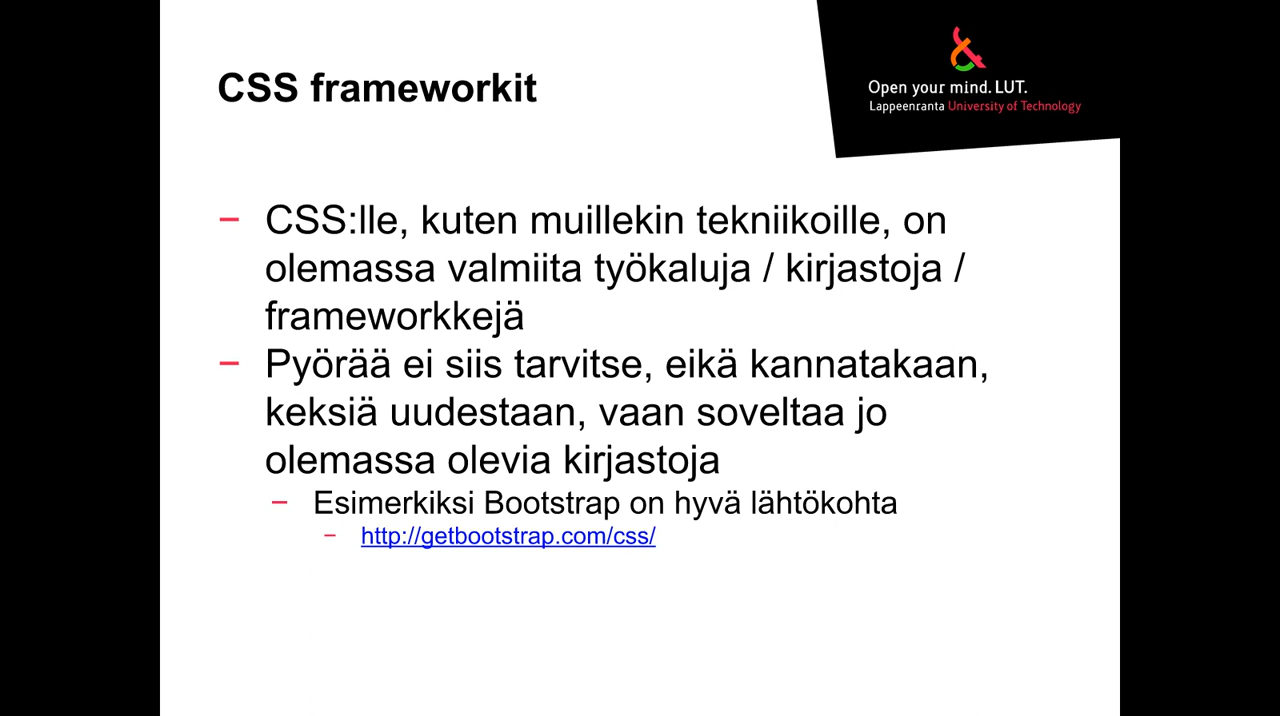 CSS frameworkit
Open your mind. LUT.
Lappeenranta University of Technology
– CSS:lle, kuten muillekin tekniikoille, on
olemassa valmiita työkaluja / kirjastoja /
frameworkkejä
– Pyörää ei siis tarvitse, eikä kannatakaan,
keksiä uudestaan, vaan soveltaa jo
olemassa olevia kirjastoja
– Esimerkiksi Bootstrap on hyvä lähtökohta
– http://getbootstrap.com/css/